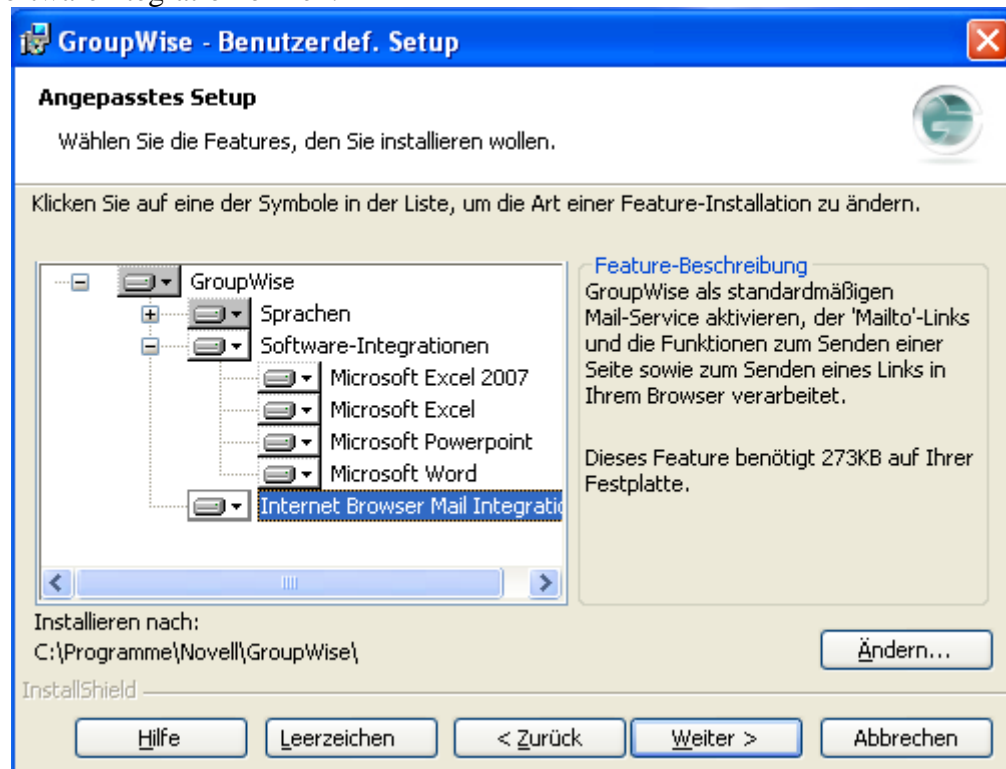 GroupWise - Benutzerdef. Setup
Angepasstes Setup
Wählen Sie die Features, den Sie installieren wollen.
Klicken Sie auf eine der Symbole in der Liste, um die Art einer Feature-Installation zu ändern.
GroupWise
Sprachen
Software-Integrationen
Microsoft Excel 2007
Microsoft Excel
Microsoft Powerpoint
Microsoft Word
Internet Browser Mail Integratio
Feature-Beschreibung
GroupWise als standardmäßigen
Mail-Service aktivieren, der 'Mailto'-Links
und die Funktionen zum Senden einer
Seite sowie zum Senden eines Links in
Ihrem Browser verarbeitet.
Dieses Feature benötigt 273KB auf Ihrer
Festplatte.
Installieren nach:
C:\Programme\Novell\GroupWise\
Ändern...
InstallShield
Hilfe
Leerzeichen
< Zurück
Weiter >
Abbrechen